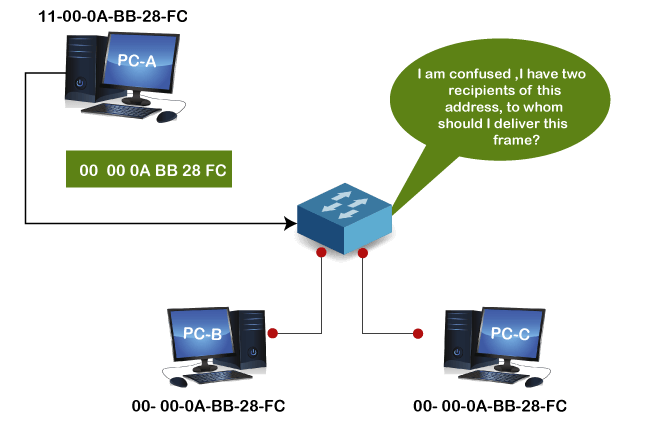 11-00-0A-BB-28-FC
PC-A
I am confused ,I have two
recipients of this
address, to whom
should I deliver this
frame?
00 00 0A BB 28 FC
PC-B
PC-C
00- 00-0A-BB-28-FC
00- 00-0A-BB-28-FC